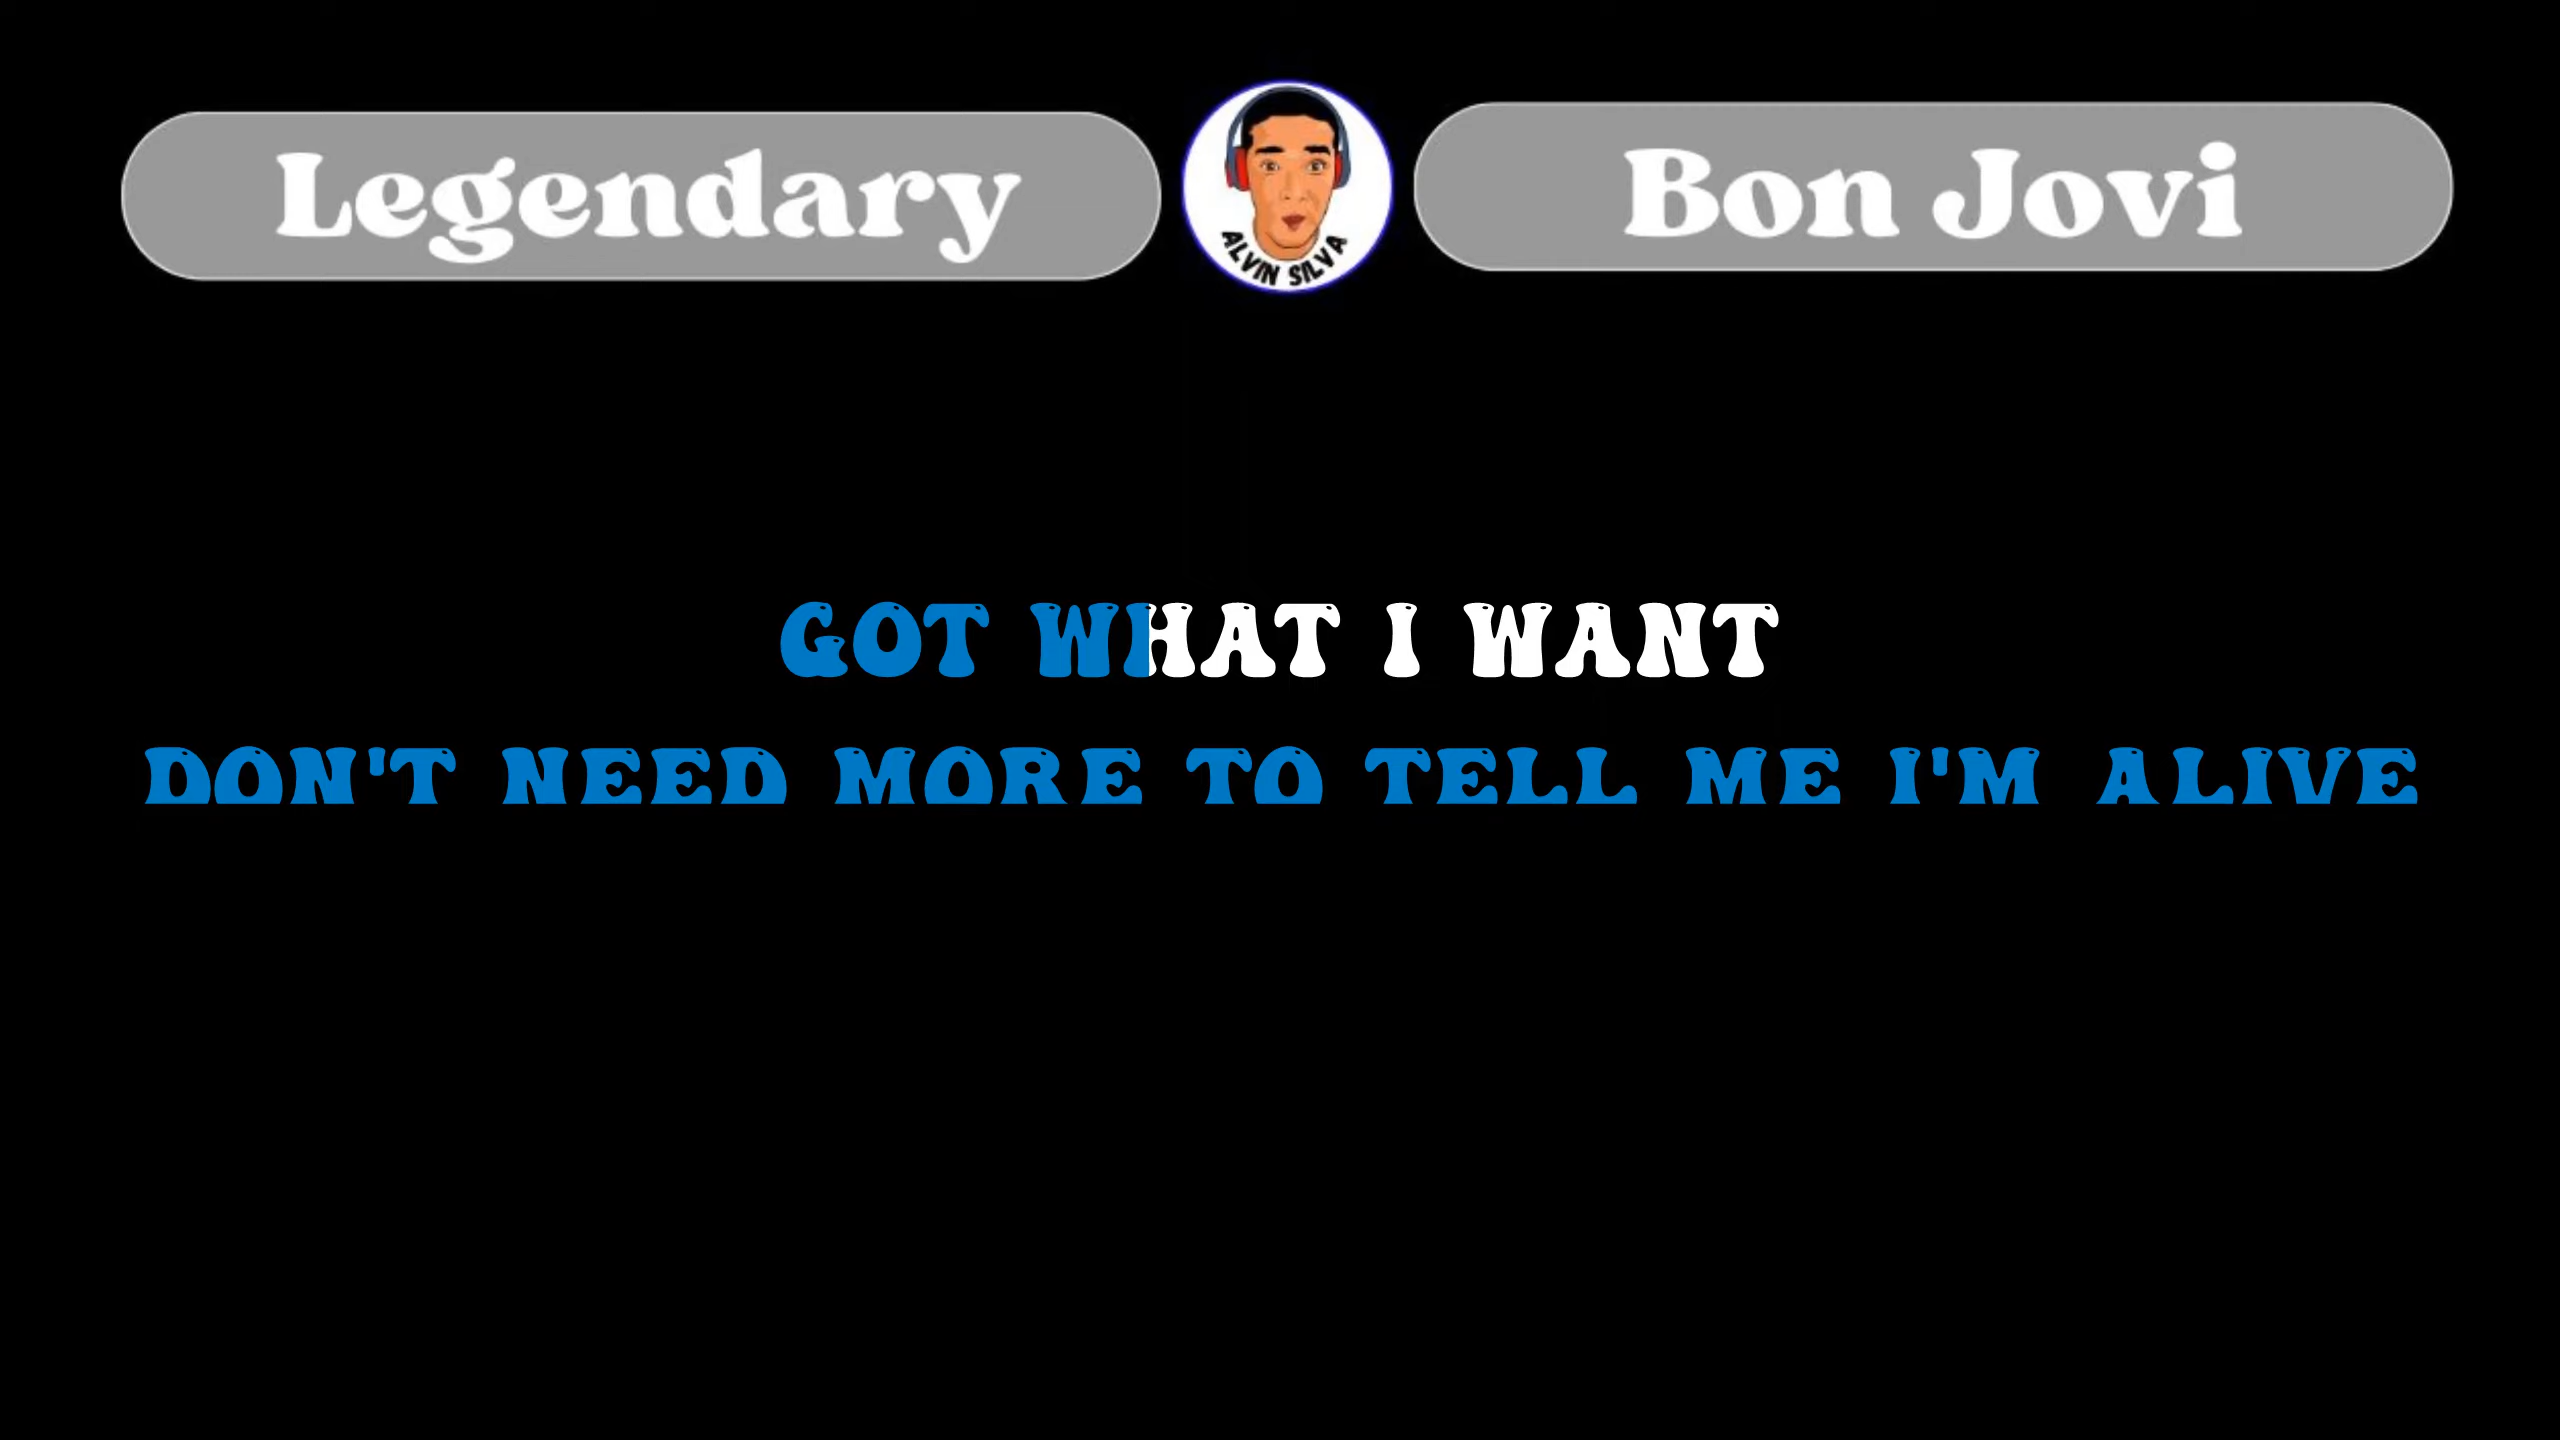 Legendary
ALVIN SILVA
Bon Jovi
GOT WHAT I WANT
DON'T NEED MORE TO TELL ME I'M ALIVE